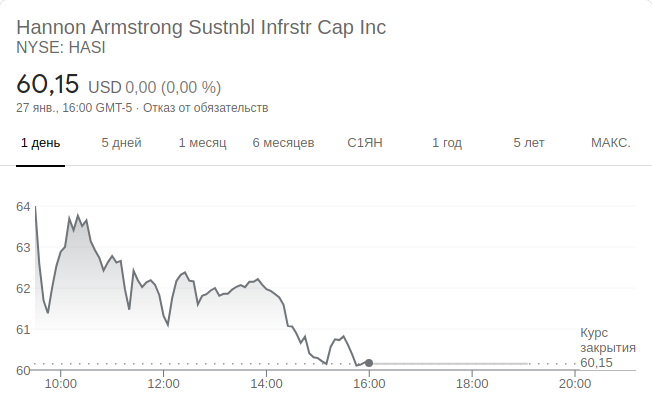 Hannon Armstrong Sustnbl Infrstr Cap Inc
NYSE: HASI
60,15 USD 0,00 (0,00 %)
27 янв., 16:00 GMT-5 · Отказ от обязательств
1 день 5 дней 1 месяц 6 месяцев С1ЯН 1 год 5 лет МАКС.
64
63
62
61
60
Курс
закрытия
60,15
10:00 12:00 14:00 16:00 18:00 20:00